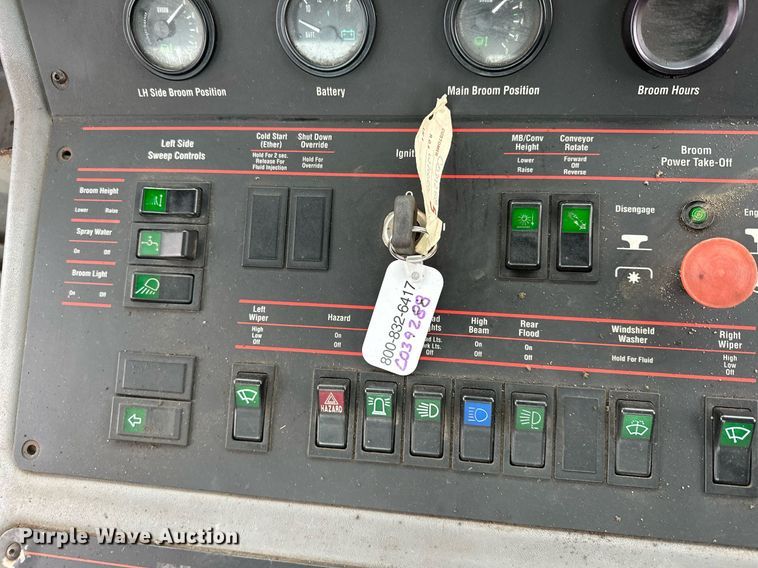 LH Side Broom Position
Battery
Main Broom Position
Broom Hours
BATT
Left Side
Sweep Controls
Cold Start
(Ether)
Hold For 2 sec.
Release For
Fluid Injection
Shut Down
Override
Hold For
Override
Ignit
MB/Conv
Height
Lower
Raise
Conveyor
Rotate
Forward
Off
Reverse
Broom
Power Take-Off
Broom Height
Lower Raise
Spray Water
On Off
Broom Light
On Off
Disengage
En
800-832-6417
Left
Wiper
High
Low
Off
Hazard
On
Off
High
Beam
On
Off
Rear
Flood
On
Off
Windshield
Washer
Hold For Fluid
Right
Wiper
High
Low
Off
HAZARD
Purple Wave Auction